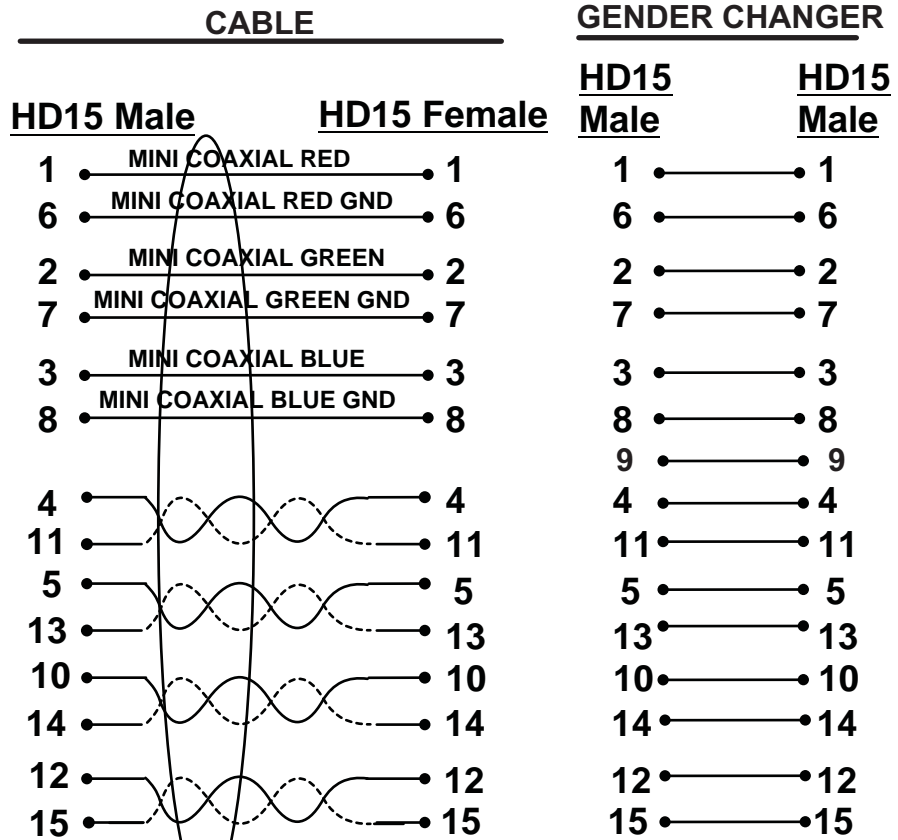 CABLE
GENDER CHANGER
HD15 Male
HD15 Female
HD15 Male
HD15 Male
1 MINI COAXIAL RED 1
6 MINI COAXIAL RED GND 6
2 MINI COAXIAL GREEN 2
7 MINI COAXIAL GREEN GND 7
3 MINI COAXIAL BLUE 3
8 MINI COAXIAL BLUE GND 8
4 4
11 11
5 5
13 13
10 10
14 14
12 12
15 15
1 1
6 6
2 2
7 7
3 3
8 8
9 9
4 4
11 11
5 5
13 13
10 10
14 14
12 12
15 15